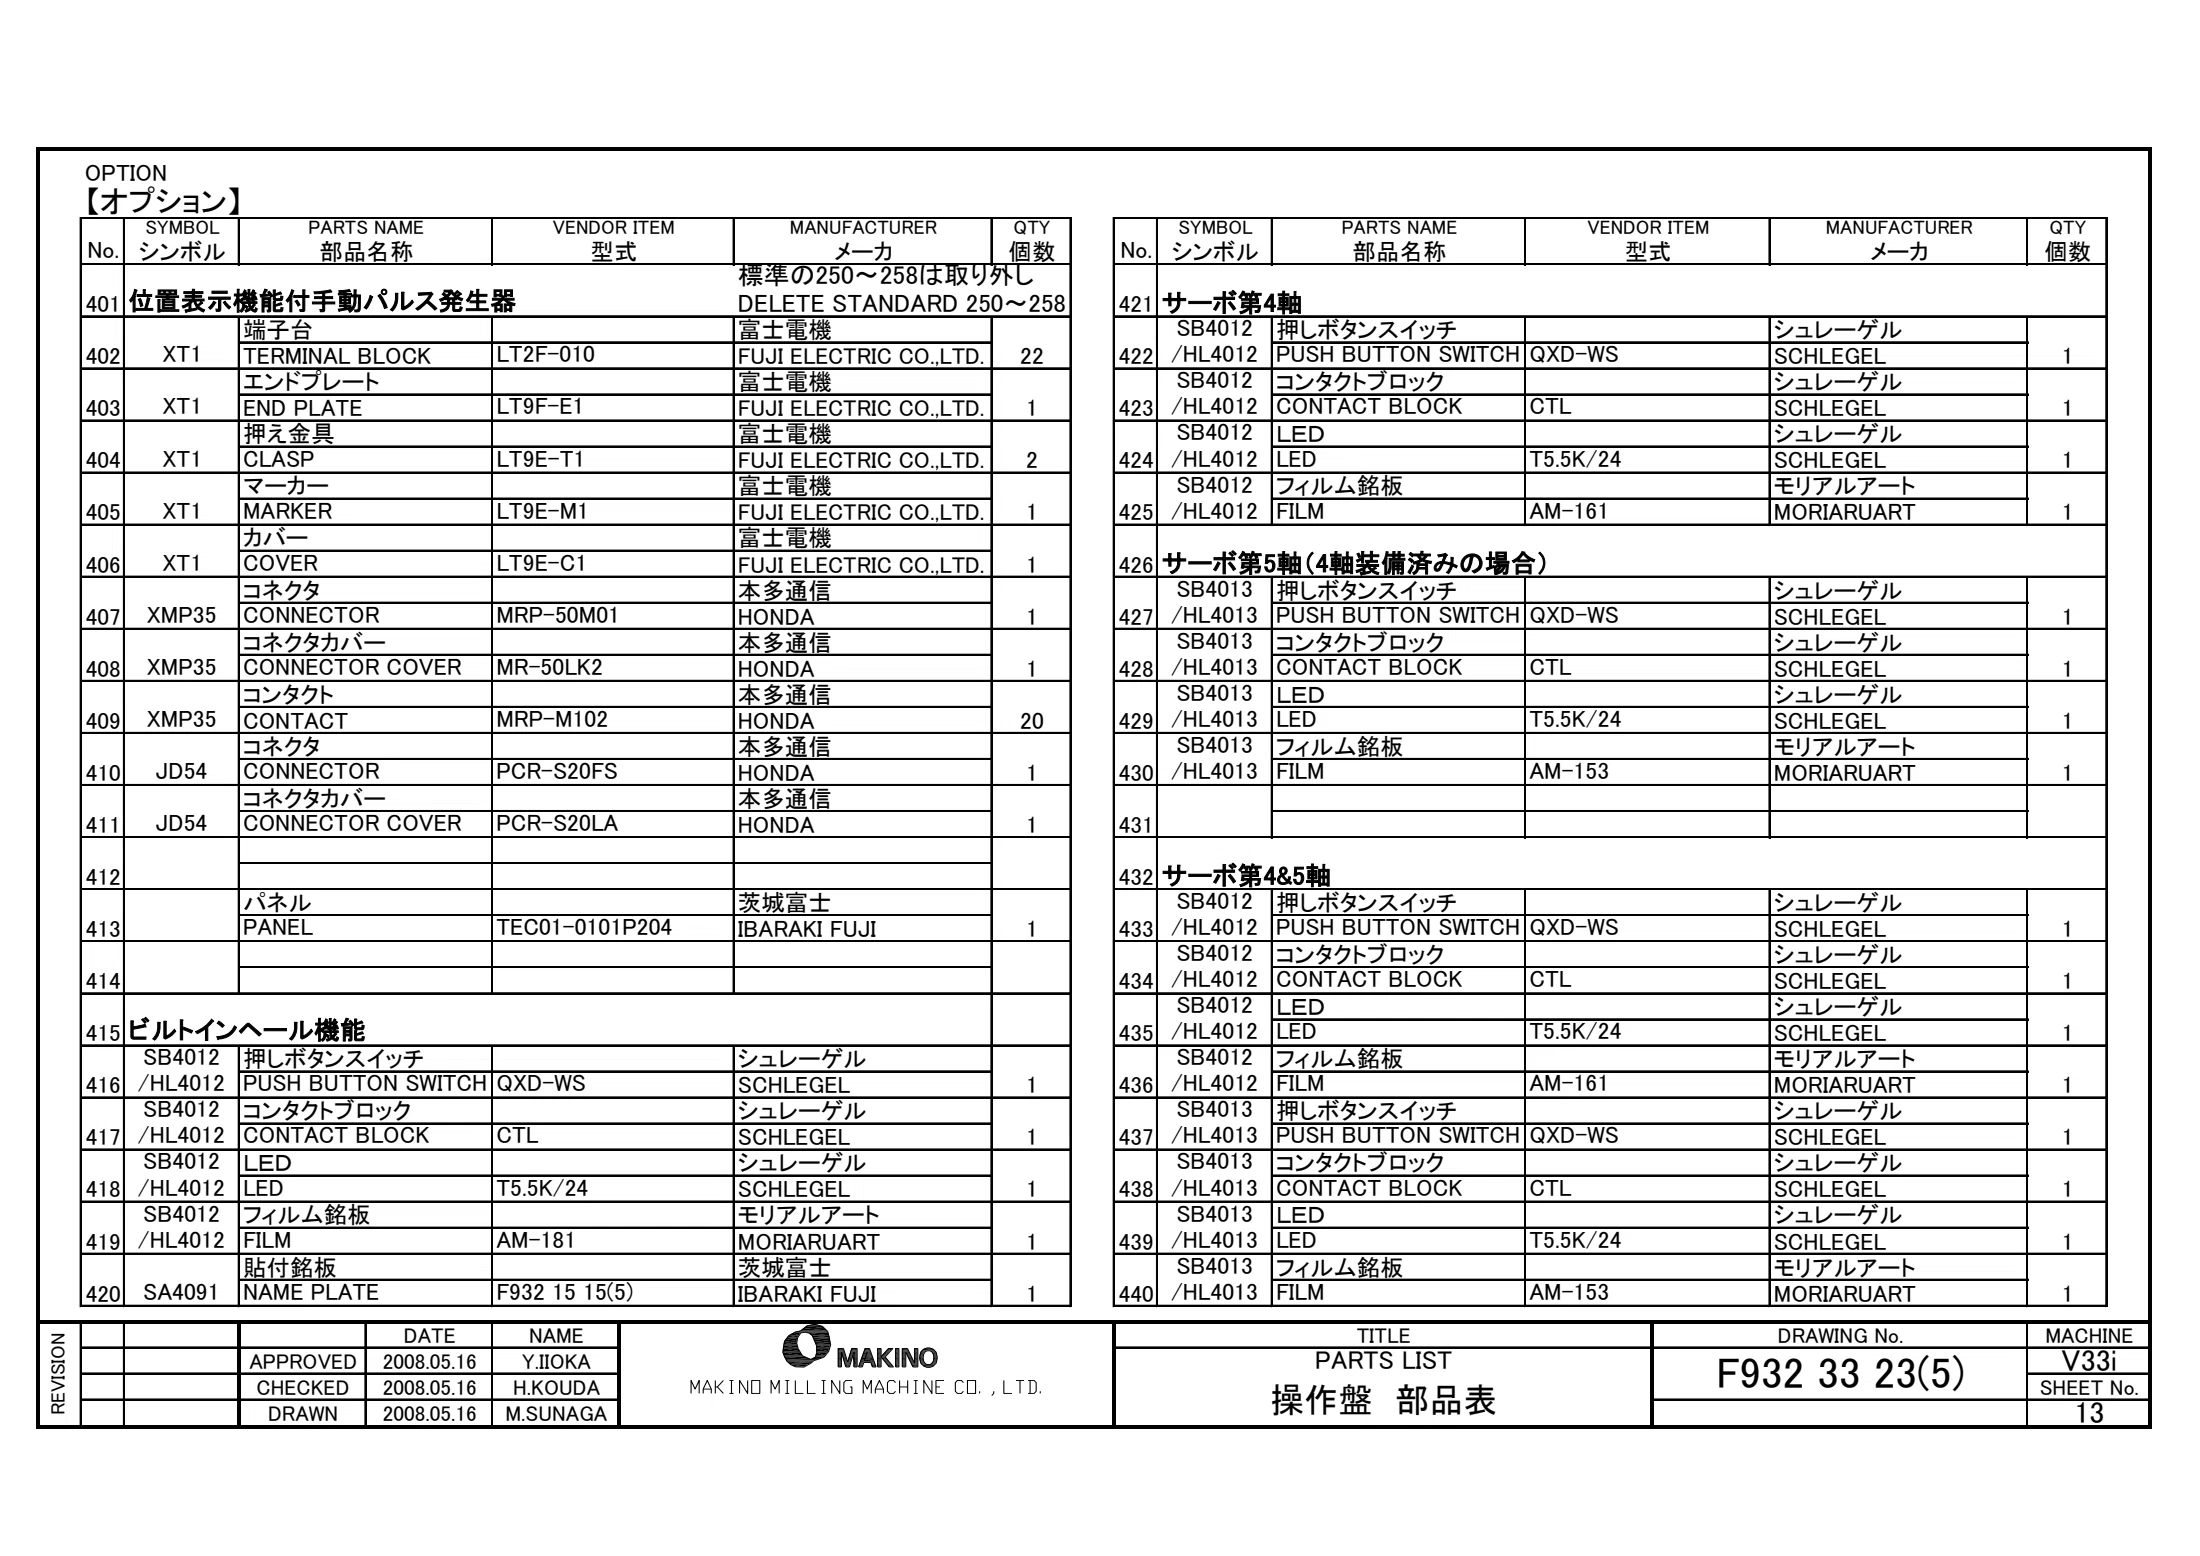 OPTION
【オプション】
No. SYMBOL PARTS NAME VENDOR ITEM MANUFACTURER QTY
シンボル 部品名称 型式 メーカ 個数
標準の250～258は取り外し
401 位置表示機能付手動パルス発生器 DELETE STANDARD 250～258
端子台 富士電機
402 XT1 TERMINAL BLOCK LT2F-010 FUJI ELECTRIC CO.,LTD. 22
エンドプレート 富士電機
403 XT1 END PLATE LT9F-E1 FUJI ELECTRIC CO.,LTD. 1
押え金具 富士電機
404 XT1 CLASP LT9E-T1 FUJI ELECTRIC CO.,LTD. 2
マーカー 富士電機
405 XT1 MARKER LT9E-M1 FUJI ELECTRIC CO.,LTD. 1
カバー 富士電機
406 XT1 COVER LT9E-C1 FUJI ELECTRIC CO.,LTD. 1
コネクタ 本多通信
407 XMP35 CONNECTOR MRP-50M01 HONDA 1
コネクタカバー 本多通信
408 XMP35 CONNECTOR COVER MR-50LK2 HONDA 1
コンタクト 本多通信
409 XMP35 CONTACT MRP-M102 HONDA 20
コネクタ 本多通信
410 JD54 CONNECTOR PCR-S20FS HONDA 1
コネクタカバー 本多通信
411 JD54 CONNECTOR COVER PCR-S20LA HONDA 1
412
パネル 茨城富士
413 PANEL TEC01-0101P204 IBARAKI FUJI 1
414
415 ビルトインヘール機能
SB4012 押しボタンスイッチ シュレーゲル
416 /HL4012 PUSH BUTTON SWITCH QXD-WS SCHLEGEL 1
SB4012 コンタクトブロック シュレーゲル
417 /HL4012 CONTACT BLOCK CTL SCHLEGEL 1
SB4012 LED シュレーゲル
418 /HL4012 LED T5.5K/24 SCHLEGEL 1
SB4012 フィルム銘板 モリアルアート
419 /HL4012 FILM AM-181 MORIARUART 1
貼付銘板 茨城富士
420 SA4091 NAME PLATE F932 15 15(5) IBARAKI FUJI 1
No. SYMBOL PARTS NAME VENDOR ITEM MANUFACTURER QTY
シンボル 部品名称 型式 メーカ 個数
421 サーボ第4軸
SB4012 押しボタンスイッチ シュレーゲル
422 /HL4012 PUSH BUTTON SWITCH QXD-WS SCHLEGEL 1
SB4012 コンタクトブロック シュレーゲル
423 /HL4012 CONTACT BLOCK CTL SCHLEGEL 1
SB4012 LED シュレーゲル
424 /HL4012 LED T5.5K/24 SCHLEGEL 1
SB4012 フィルム銘板 モリアルアート
425 /HL4012 FILM AM-161 MORIARUART 1
426 サーボ第5軸(4軸装備済みの場合)
SB4013 押しボタンスイッチ シュレーゲル
427 /HL4013 PUSH BUTTON SWITCH QXD-WS SCHLEGEL 1
SB4013 コンタクトブロック シュレーゲル
428 /HL4013 CONTACT BLOCK CTL SCHLEGEL 1
SB4013 LED シュレーゲル
429 /HL4013 LED T5.5K/24 SCHLEGEL 1
SB4013 フィルム銘板 モリアルアート
430 /HL4013 FILM AM-153 MORIARUART 1
431
432 サーボ第4&5軸
SB4012 押しボタンスイッチ シュレーゲル
433 /HL4012 PUSH BUTTON SWITCH QXD-WS SCHLEGEL 1
SB4012 コンタクトブロック シュレーゲル
434 /HL4012 CONTACT BLOCK CTL SCHLEGEL 1
SB4012 LED シュレーゲル
435 /HL4012 LED T5.5K/24 SCHLEGEL 1
SB4012 フィルム銘板 モリアルアート
436 /HL4012 FILM AM-161 MORIARUART 1
SB4013 押しボタンスイッチ シュレーゲル
437 /HL4013 PUSH BUTTON SWITCH QXD-WS SCHLEGEL 1
SB4013 コンタクトブロック シュレーゲル
438 /HL4013 CONTACT BLOCK CTL SCHLEGEL 1
SB4013 LED シュレーゲル
439 /HL4013 LED T5.5K/24 SCHLEGEL 1
SB4013 フィルム銘板 モリアルアート
440 /HL4013 FILM AM-153 MORIARUART 1
REVISION
DATE NAME
APPROVED 2008.05.16 Y.IIOKA
CHECKED 2008.05.16 H.KOUDA
DRAWN 2008.05.16 M.SUNAGA
MAKINO
MAKINO MILLING MACHINE CO. ,LTD.
TITLE
PARTS LIST
操作盤 部品表
DRAWING No.
F932 33 23(5)
MACHINE
V33i
SHEET No.
13